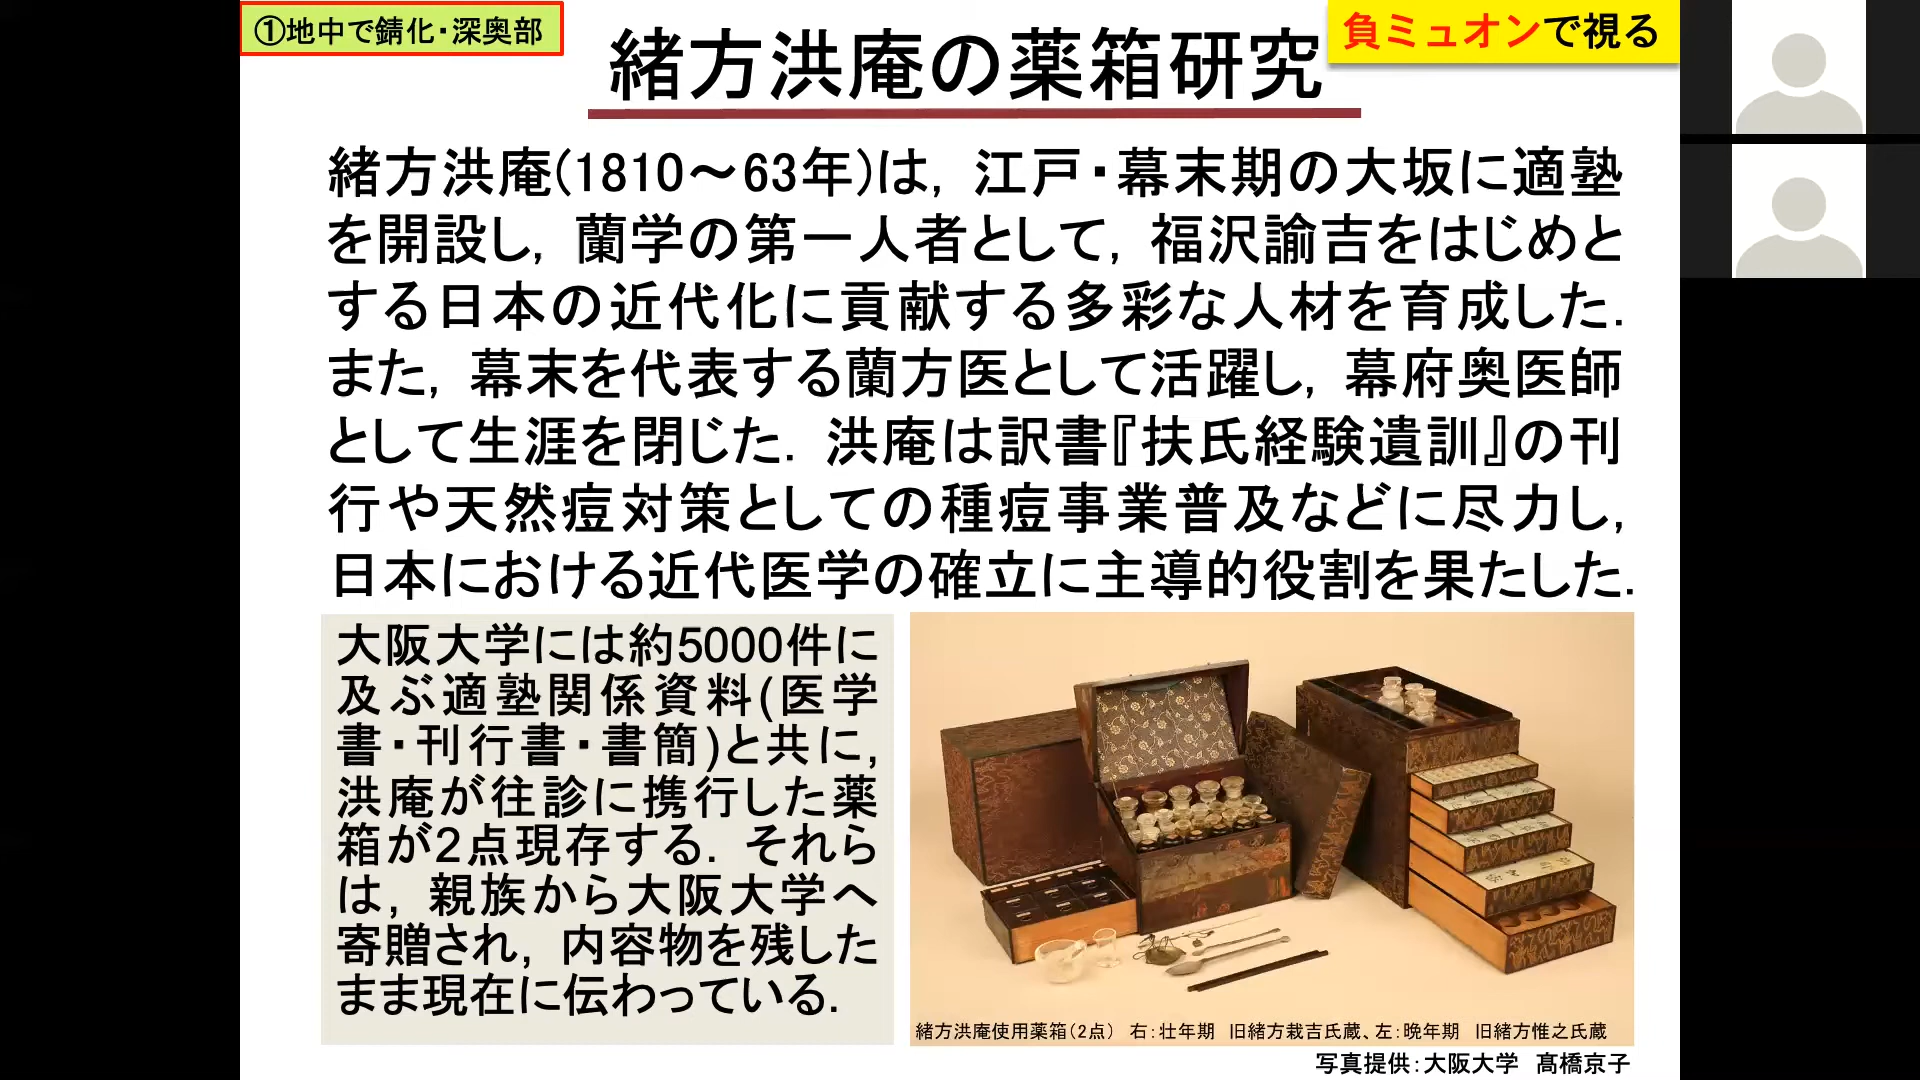 ①地中で錆化・深奥部
緒方洪庵の薬箱研究
負ミュオンで視る
緒方洪庵(1810～63年)は，江戸・幕末期の大坂に適塾
を開設し，蘭学の第一人者として，福沢諭吉をはじめと
する日本の近代化に貢献する多彩な人材を育成した．
また，幕末を代表する蘭方医として活躍し，幕府奥医師
として生涯を閉じた．洪庵は訳書『扶氏経験遺訓』の刊
行や天然痘対策としての種痘事業普及などに尽力し，
日本における近代医学の確立に主導的役割を果たした．
大阪大学には約5000件に
及ぶ適塾関係資料(医学
書・刊行書・書簡)と共に，
洪庵が往診に携行した薬
箱が2点現存する．それら
は，親族から大阪大学へ
寄贈され，内容物を残した
まま現在に伝わっている．
緒方洪庵使用薬箱（2点）　右：壮年期　旧緒方裁吉氏蔵、左：晩年期　旧緒方惟之氏蔵
写真提供：大阪大学　髙橋京子